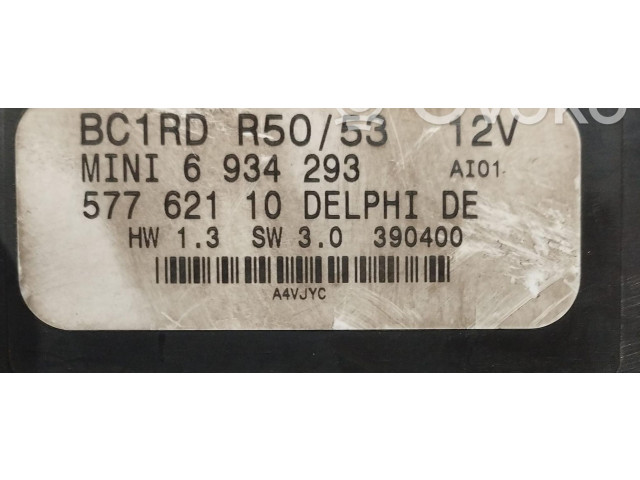 BC1RD R50/53 12V
MINI 6 934 293 AI01
577 621 10 DELPHI DE
HW 1.3 SW 3.0 390400
A4VJYC